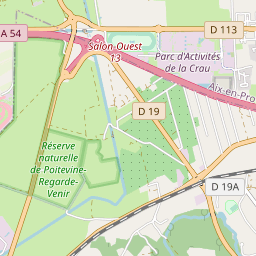 A 54
D 113
Salon-Ouest
13
Parc d'Activités
de la Crau
Aix-en-Pro
D 19
Réserve
naturelle
de Poitevine-
Regarde-
Venir
D 19A